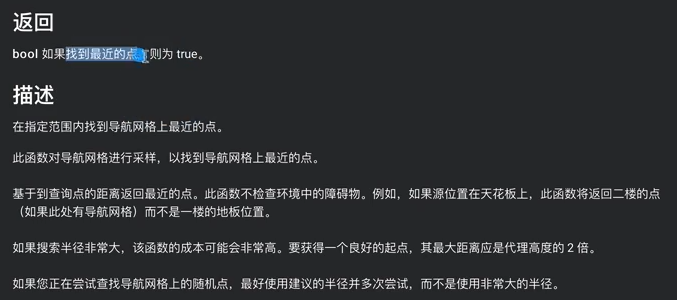 返回
bool 如果找到最近的点，则为 true。
描述
在指定范围内找到导航网格上最近的点。
此函数对导航网格进行采样，以找到导航网格上最近的点。
基于到查询点的距离返回最近的点。此函数不检查环境中的障碍物。例如，如果源位置在天花板上，此函数将返回二楼的点
（如果此处有导航网格）而不是一楼的地板位置。
如果搜索半径非常大，该函数的成本可能会非常高。要获得一个良好的起点，其最大距离应是代理高度的 2 倍。
如果您正在尝试查找导航网格上的随机点，最好使用建议的半径并多次尝试，而不是使用非常大的半径。